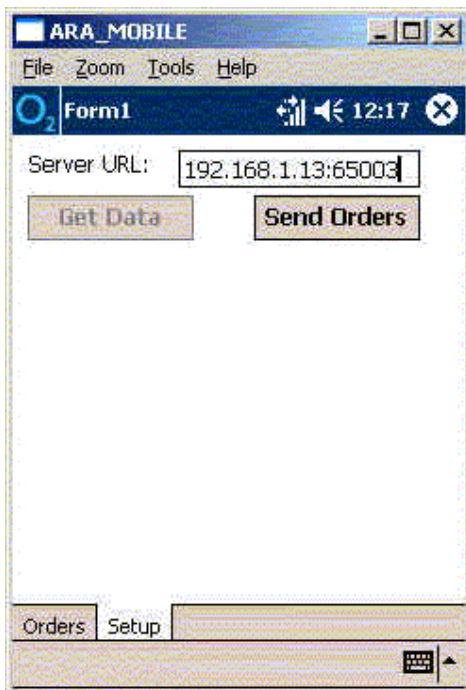 ARA_MOBILE
File Zoom Tools Help
O2 Form1 12:17
Server URL: 192.168.1.13:65003
Get Data Send Orders
Orders Setup